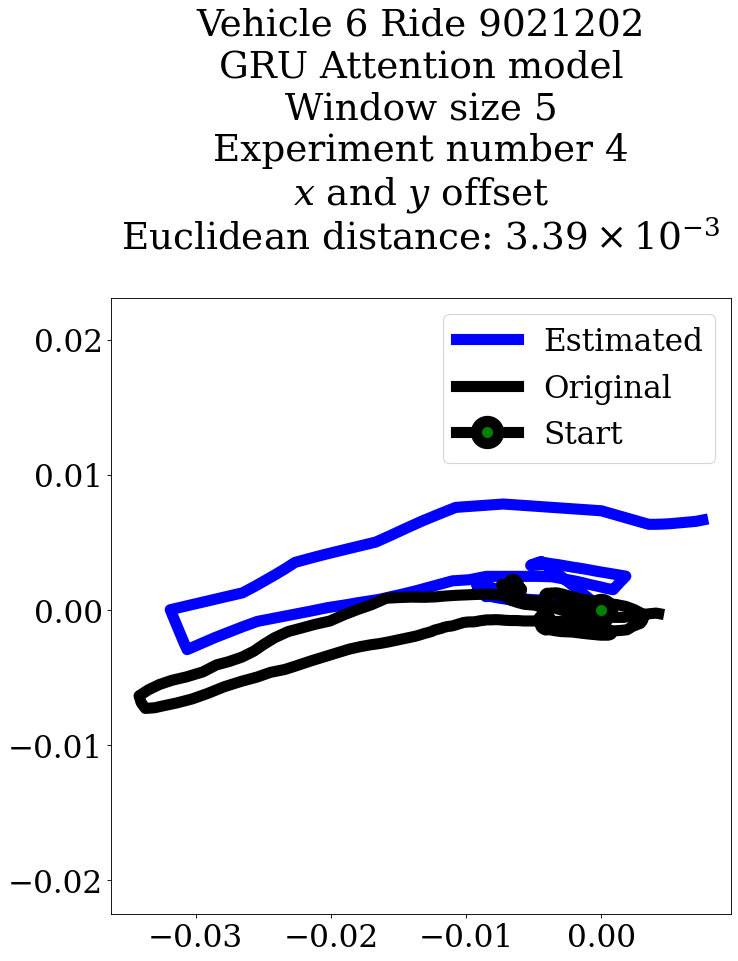 Vehicle 6 Ride 9021202
GRU Attention model
Window size 5
Experiment number 4
x and y offset
Euclidean distance: 3.39 × 10⁻³
Estimated
Original
Start
0.02
0.01
0.00
−0.01
−0.02
−0.03
−0.02
−0.01
0.00